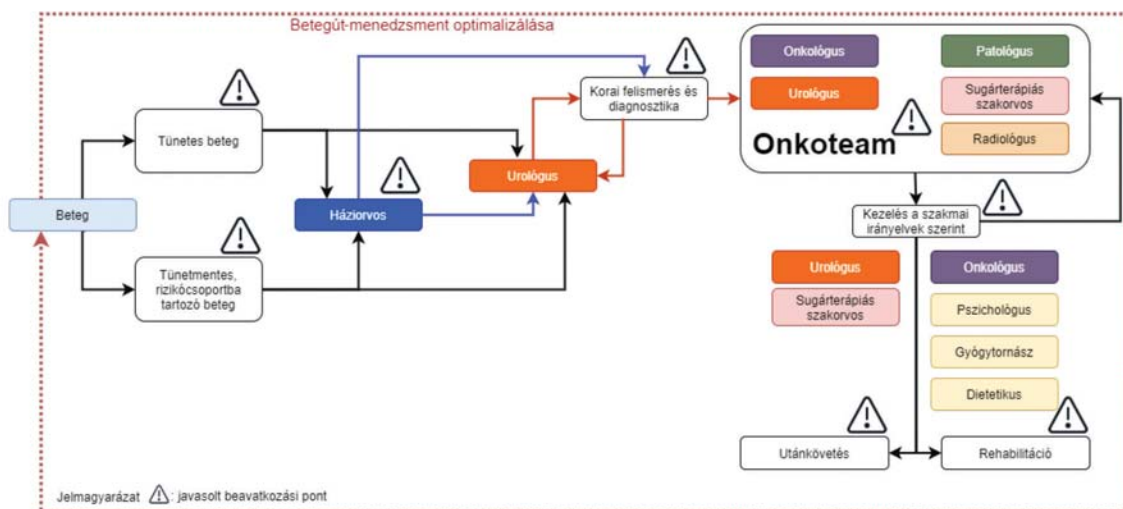 Betegút-menedzsment optimalizálása
Onkológus
Patológus
Urológus
Sugárterápiás
szakorvos
Radiológus
Onkoteam
Korai felismerés és
diagnosztika
Tünetes beteg
Urológus
Beteg
Háziorvos
Kezelés a szakmai
irányelvek szerint
Tünetmentes,
rizikócsoportba
tartozó beteg
Urológus
Onkológus
Sugárterápiás
szakorvos
Pszichológus
Gyógytornász
Dietetikus
Utánkövetés
Rehabilitáció
Jelmagyarázat ⚠: javasolt beavatkozási pont